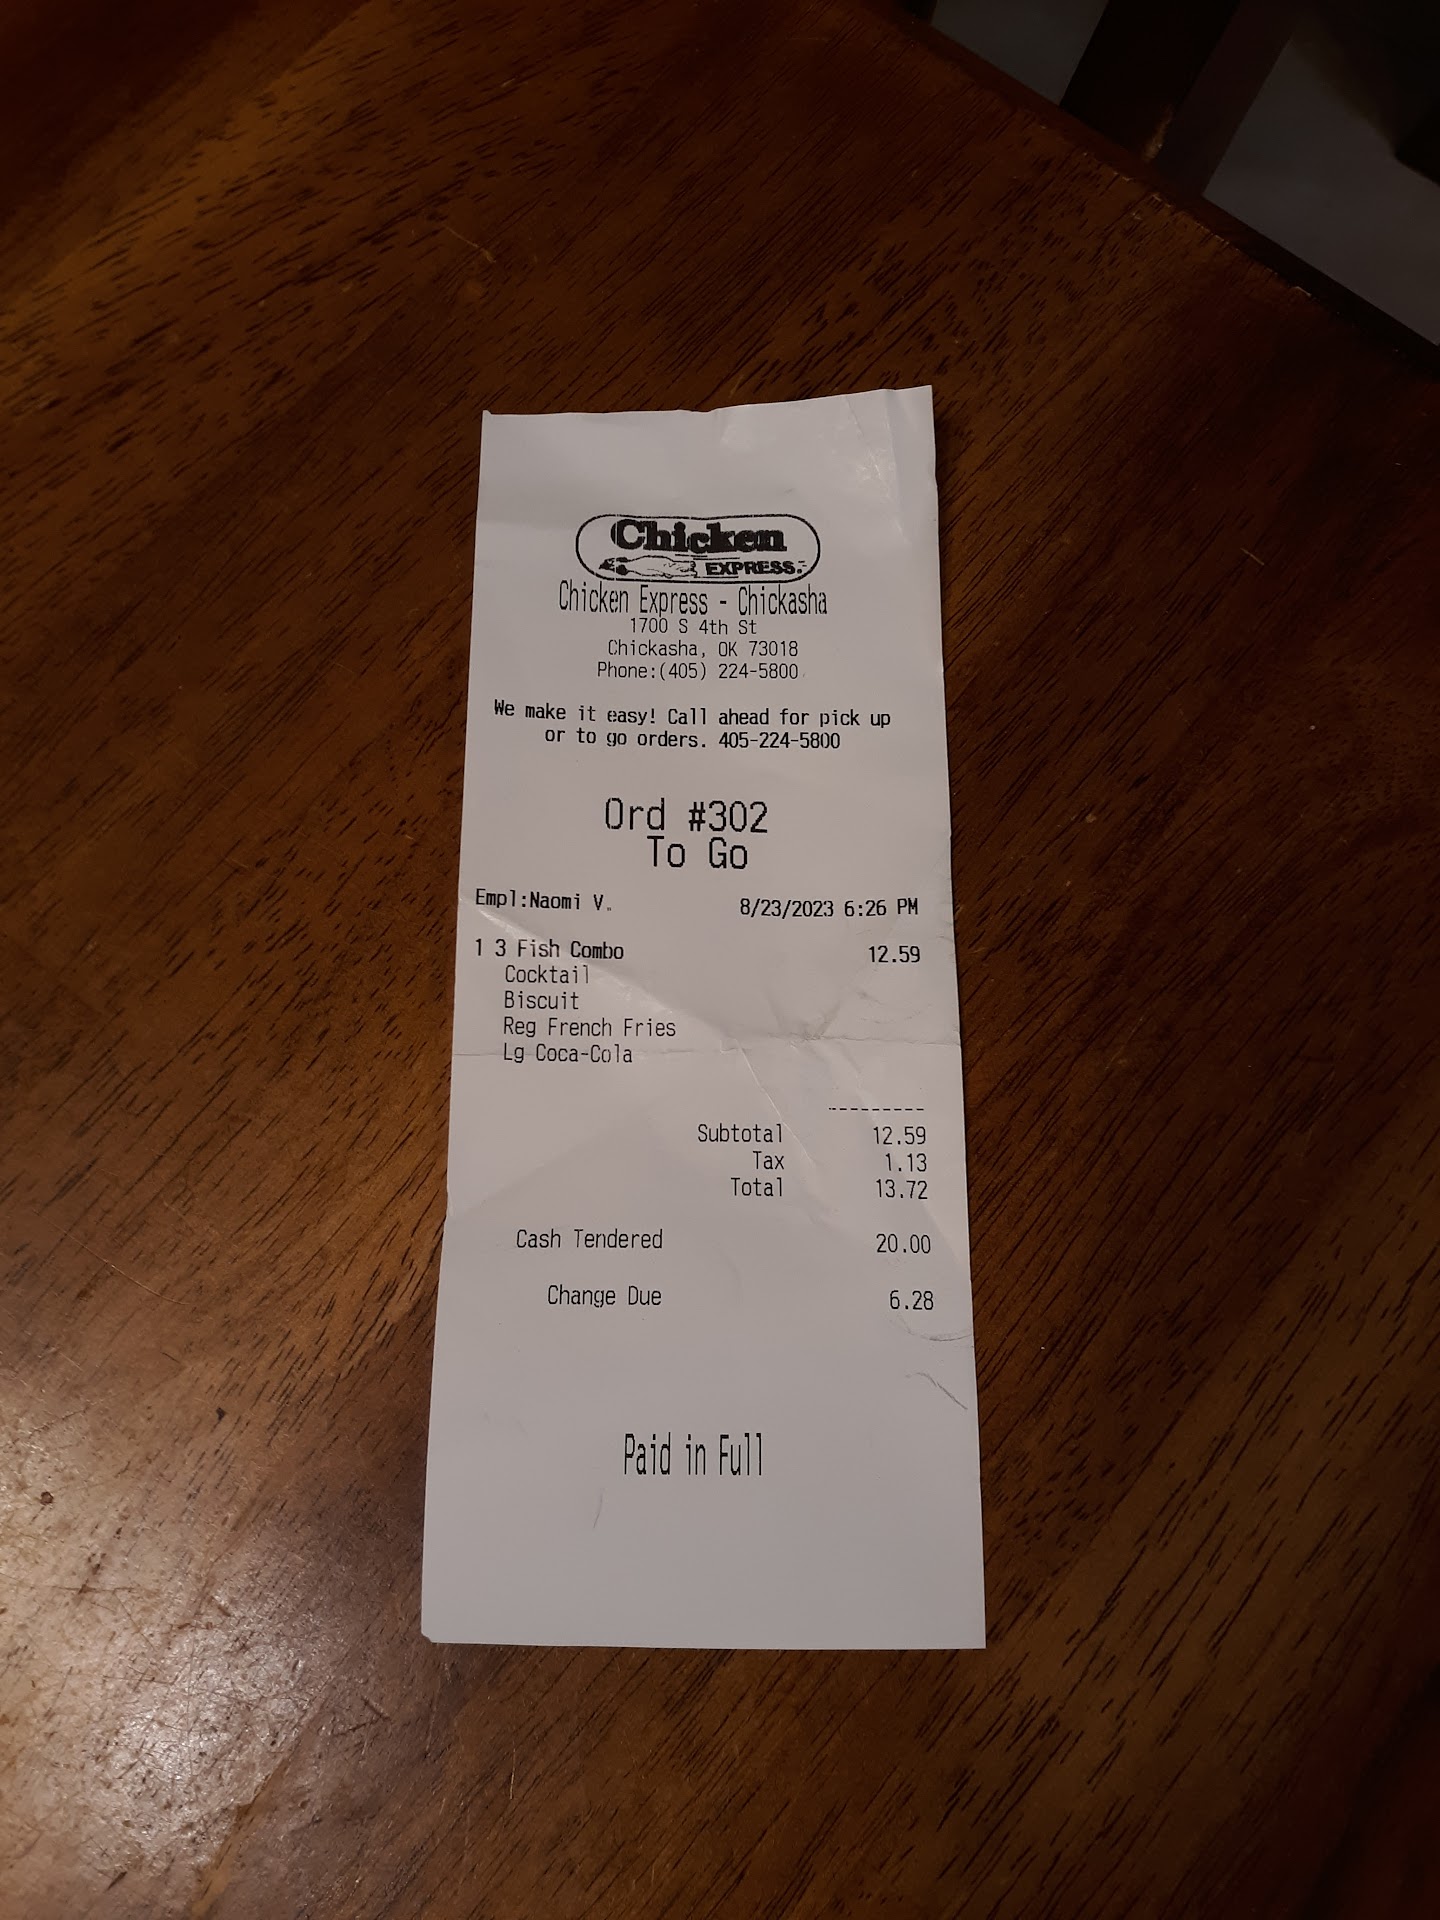 Chicken
EXPRESS
Chicken Express - Chickasha
1700 S 4th St
Chickasha, OK 73018
Phone:(405) 224-5800
We make it easy! Call ahead for pick up
or to go orders. 405-224-5800
Ord #302
To Go
Empl:Naomi V. 8/23/2023 6:26 PM
1 3 Fish Combo 12.59
Cocktail
Biscuit
Reg French Fries
Lg Coca-Cola
---------
Subtotal 12.59
Tax 1.13
Total 13.72
Cash Tendered 20.00
Change Due 6.28
Paid in Full